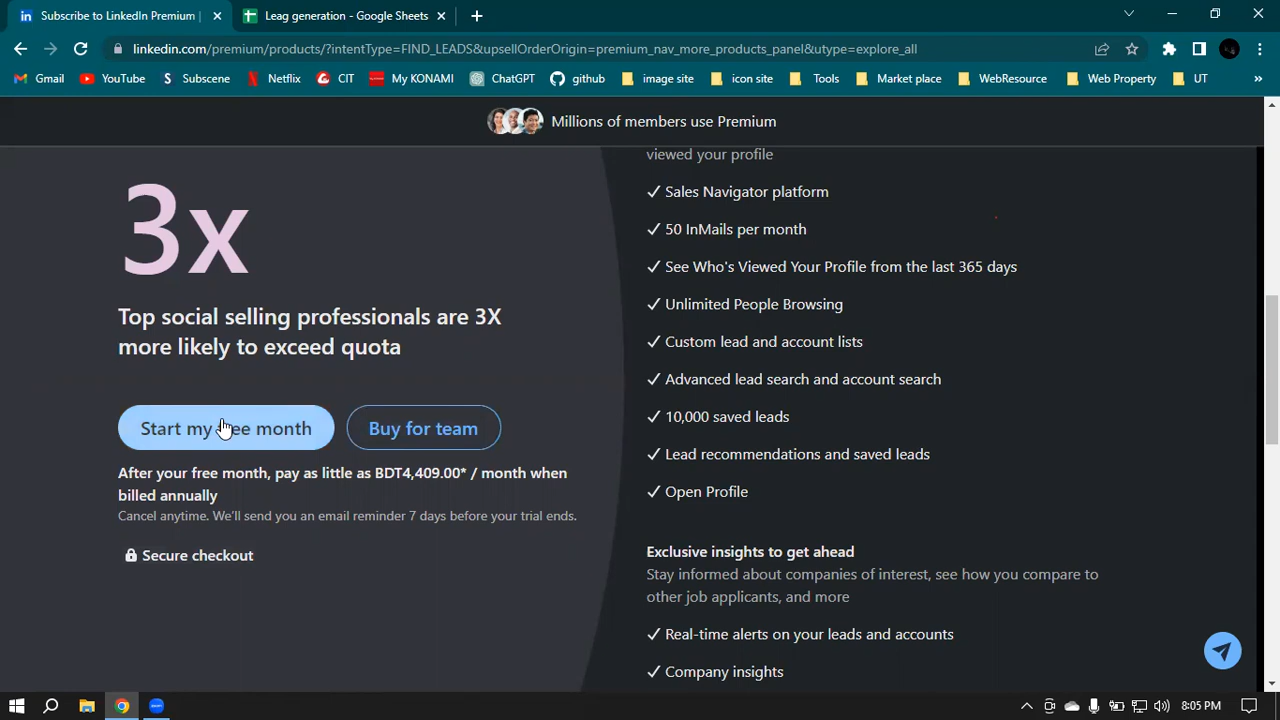 Subscribe to LinkedIn Premium |
Leag generation - Google Sheets
linkedin.com/premium/products/?intentType=FIND_LEADS&upsellOrderOrigin=premium_nav_more_products_panel&utype=explore_all
Gmail YouTube Subscene Netflix CIT My KONAMI ChatGPT github image site icon site Tools Market place WebResource Web Property UT »
Millions of members use Premium
3x
Top social selling professionals are 3X
more likely to exceed quota
Start my free month
Buy for team
After your free month, pay as little as BDT4,409.00* / month when
billed annually
Cancel anytime. We'll send you an email reminder 7 days before your trial ends.
Secure checkout
viewed your profile
✓ Sales Navigator platform
✓ 50 InMails per month
✓ See Who's Viewed Your Profile from the last 365 days
✓ Unlimited People Browsing
✓ Custom lead and account lists
✓ Advanced lead search and account search
✓ 10,000 saved leads
✓ Lead recommendations and saved leads
✓ Open Profile
Exclusive insights to get ahead
Stay informed about companies of interest, see how you compare to
other job applicants, and more
✓ Real-time alerts on your leads and accounts
✓ Company insights
8:05 PM